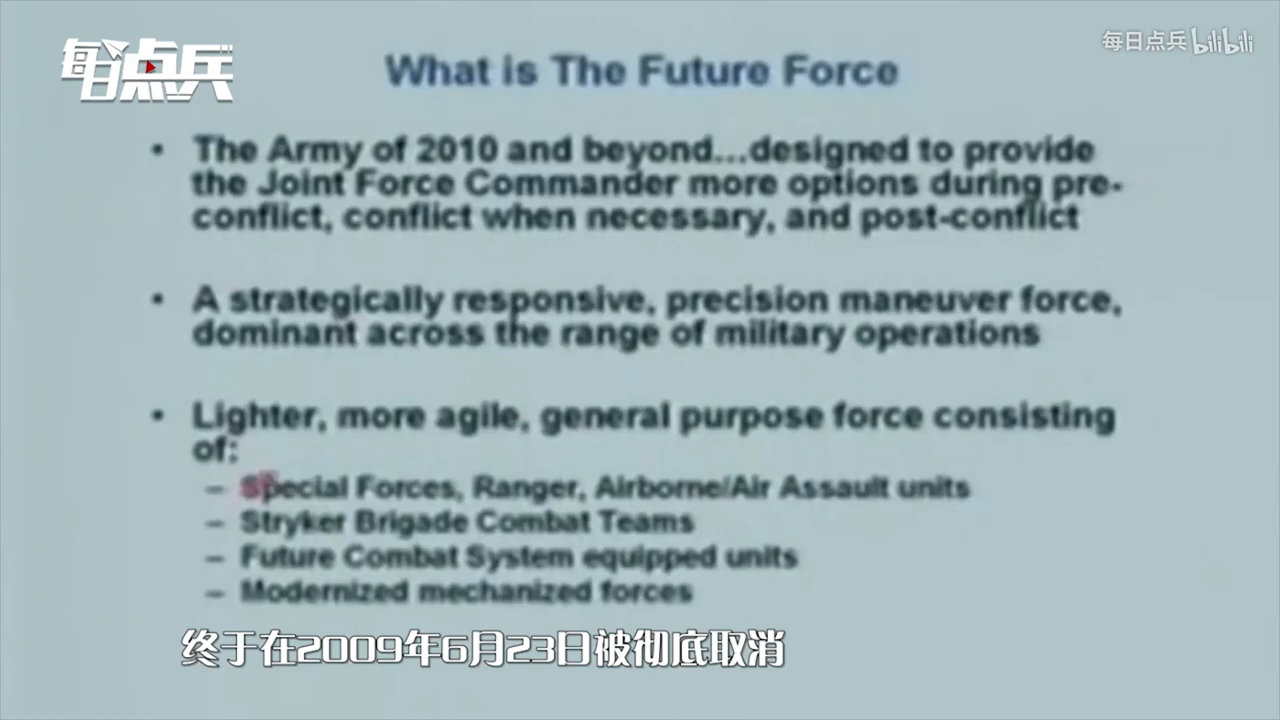 每日点兵
每日点兵 bilibili
What is The Future Force
• The Army of 2010 and beyond...designed to provide
the Joint Force Commander more options during pre-
conflict, conflict when necessary, and post-conflict
• A strategically responsive, precision maneuver force,
dominant across the range of military operations
• Lighter, more agile, general purpose force consisting
of:
– Special Forces, Ranger, Airborne/Air Assault units
– Stryker Brigade Combat Teams
– Future Combat System equipped units
– Modernized mechanized forces
终于在2009年6月23日被彻底取消